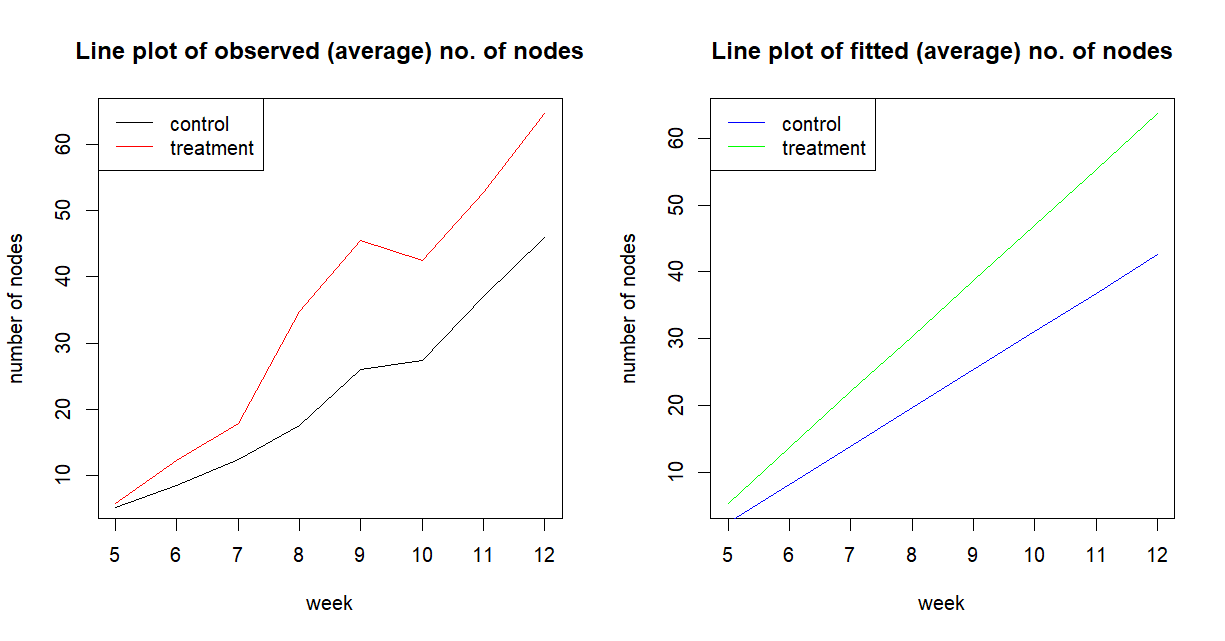 Line plot of observed (average) no. of nodes
control
treatment
number of nodes
60
50
40
30
20
10
5 6 7 8 9 10 11 12
week
Line plot of fitted (average) no. of nodes
control
treatment
number of nodes
60
50
40
30
20
10
5 6 7 8 9 10 11 12
week